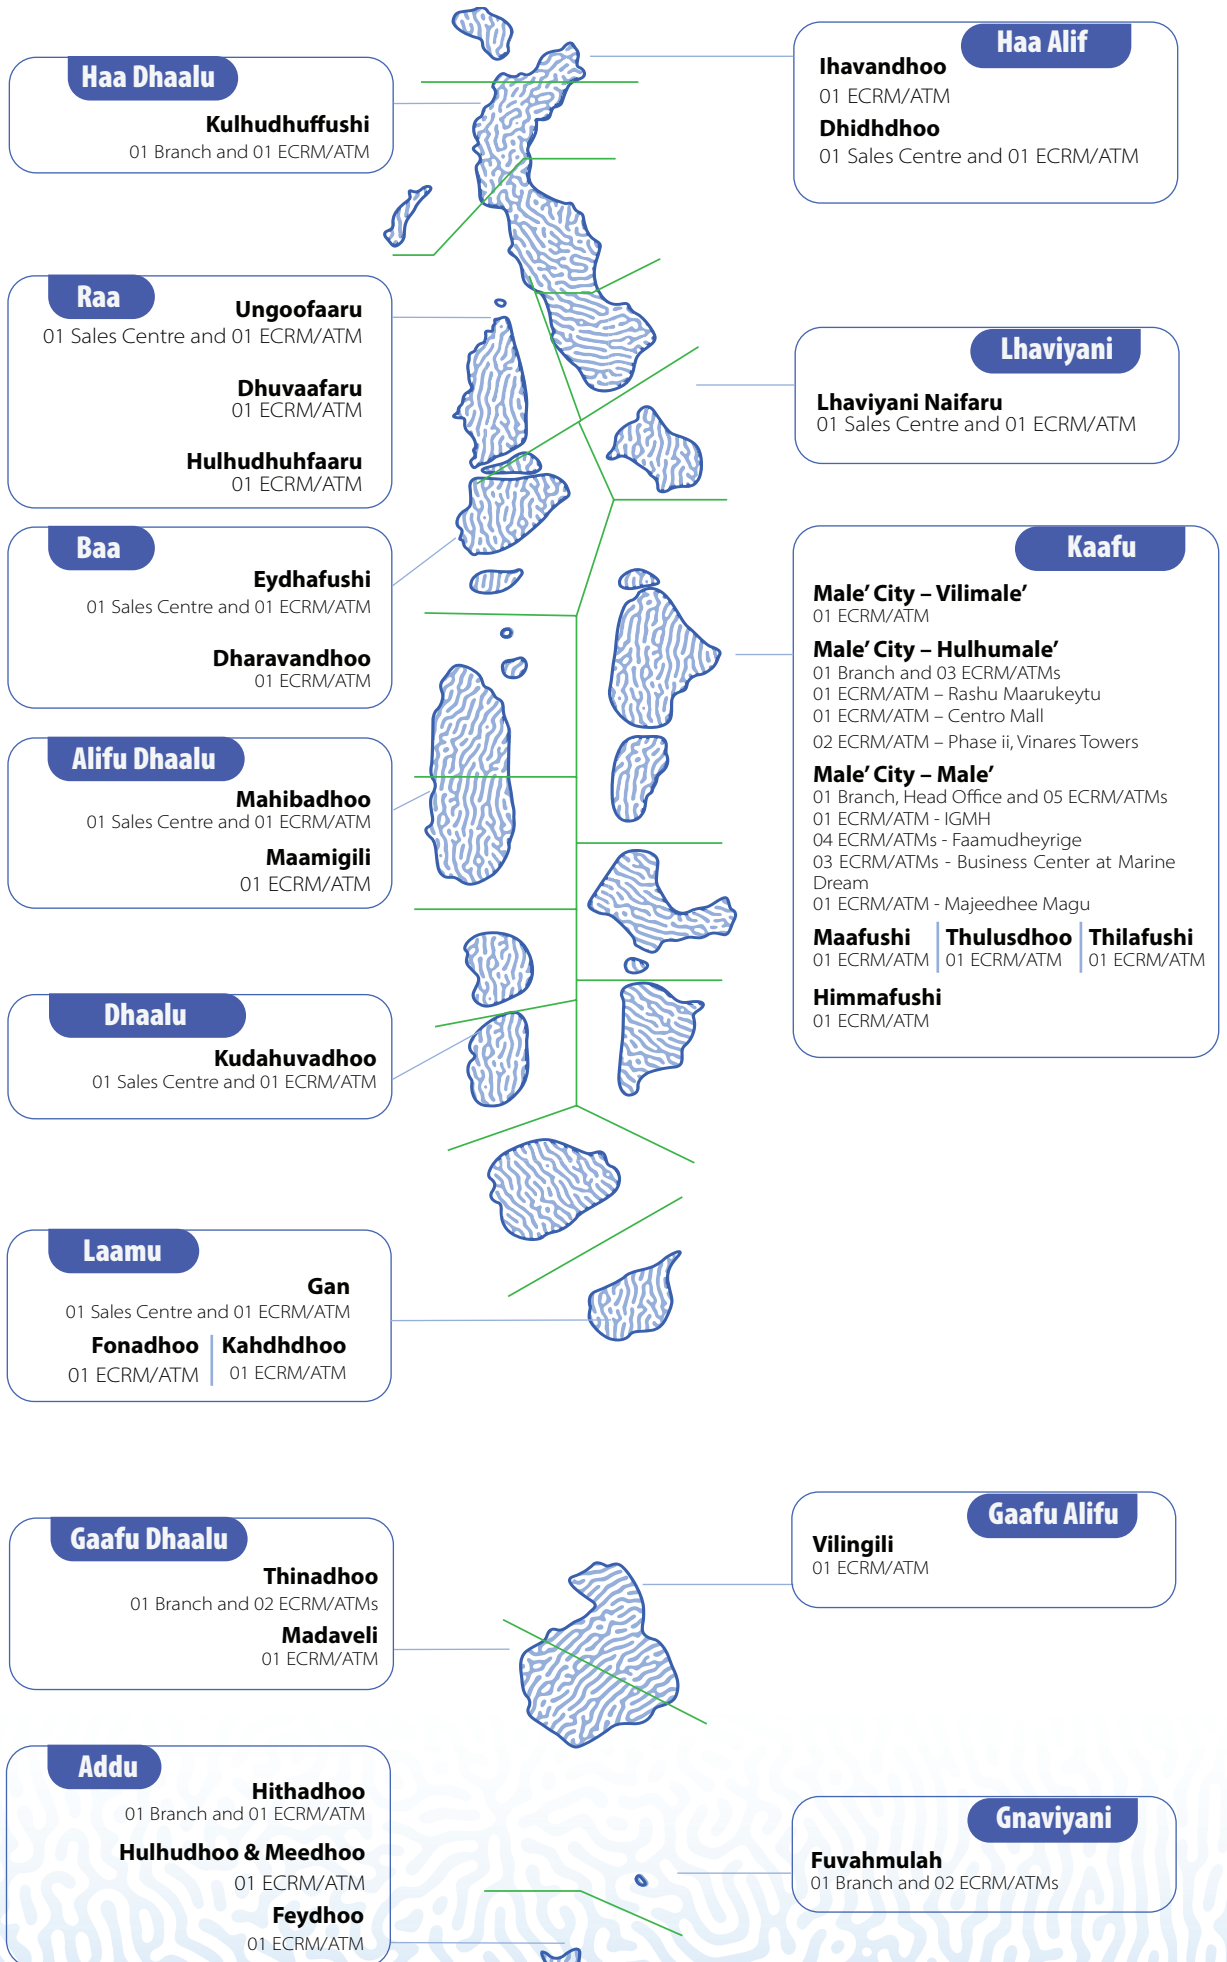 Haa Dhaalu
Kulhudhuffushi
01 Branch and 01 ECRM/ATM
Haa Alif
Ihavandhoo
01 ECRM/ATM
Dhidhdhoo
01 Sales Centre and 01 ECRM/ATM
Raa
Ungoofaaru
01 Sales Centre and 01 ECRM/ATM
Dhuvaafaru
01 ECRM/ATM
Hulhudhuhfaaru
01 ECRM/ATM
Lhaviyani
Lhaviyani Naifaru
01 Sales Centre and 01 ECRM/ATM
Baa
Eydhafushi
01 Sales Centre and 01 ECRM/ATM
Dharavandhoo
01 ECRM/ATM
Kaafu
Male' City – Vilimale'
01 ECRM/ATM
Male' City – Hulhumale'
01 Branch and 03 ECRM/ATMs
01 ECRM/ATM – Rashu Maarukeytu
01 ECRM/ATM – Centro Mall
02 ECRM/ATM – Phase ii, Vinares Towers
Male' City – Male'
01 Branch, Head Office and 05 ECRM/ATMs
01 ECRM/ATM - IGMH
04 ECRM/ATMs - Faamudheyrige
03 ECRM/ATMs - Business Center at Marine
Dream
01 ECRM/ATM - Majeedhee Magu
Maafushi Thulusdhoo Thilafushi
01 ECRM/ATM 01 ECRM/ATM 01 ECRM/ATM
Himmafushi
01 ECRM/ATM
Alifu Dhaalu
Mahibadhoo
01 Sales Centre and 01 ECRM/ATM
Maamigili
01 ECRM/ATM
Dhaalu
Kudahuvadhoo
01 Sales Centre and 01 ECRM/ATM
Laamu
Gan
01 Sales Centre and 01 ECRM/ATM
Fonadhoo Kahdhdhoo
01 ECRM/ATM 01 ECRM/ATM
Gaafu Dhaalu
Thinadhoo
01 Branch and 02 ECRM/ATMs
Madaveli
01 ECRM/ATM
Gaafu Alifu
Vilingili
01 ECRM/ATM
Addu
Hithadhoo
01 Branch and 01 ECRM/ATM
Hulhudhoo & Meedhoo
01 ECRM/ATM
Feydhoo
01 ECRM/ATM
Gnaviyani
Fuvahmulah
01 Branch and 02 ECRM/ATMs